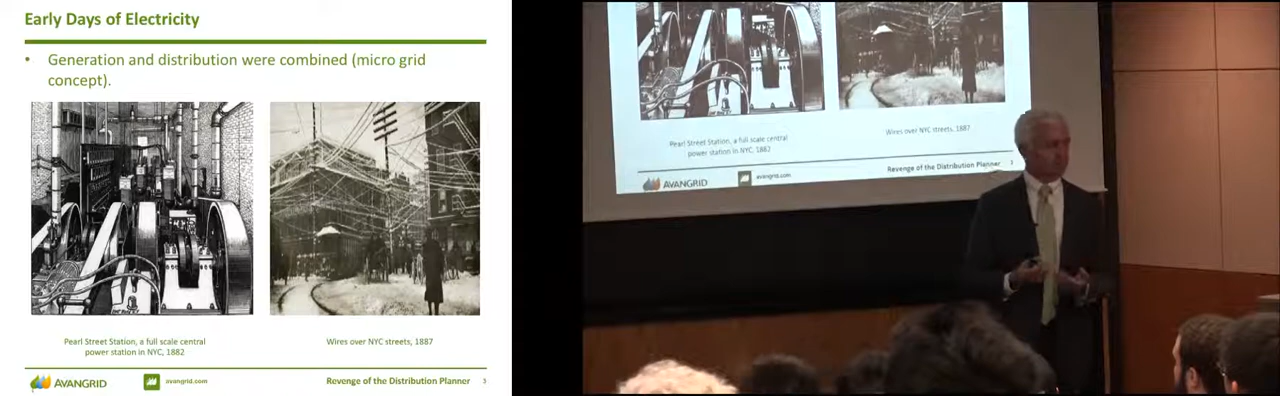 Early Days of Electricity
• Generation and distribution were combined (micro grid
concept).
Pearl Street Station, a full scale central
power station in NYC, 1882
Wires over NYC streets, 1887
AVANGRID
avangrid.com
Revenge of the Distribution Planner 3
Pearl Street Station, a full scale central
power station in NYC, 1882
Wires over NYC streets, 1887
AVANGRID
avangrid.com
Revenge of the Distribution Planner 3